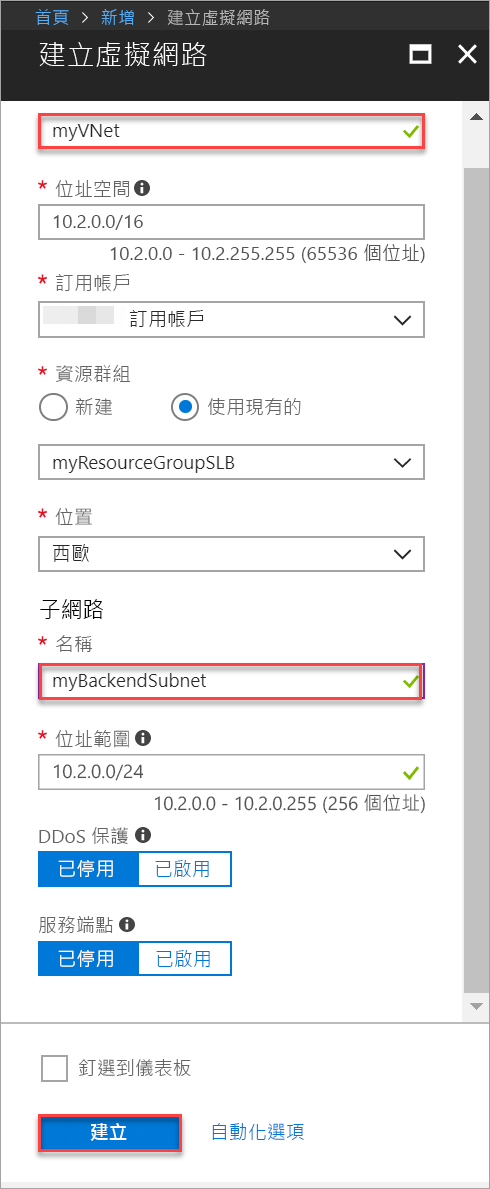 首頁 > 新增 > 建立虛擬網路
建立虛擬網路
myVNet
* 位址空間
10.2.0.0/16
10.2.0.0 - 10.2.255.255 (65536 個位址)
* 訂用帳戶
訂用帳戶
* 資源群組
新建 使用現有的
myResourceGroupSLB
* 位置
西歐
子網路
* 名稱
myBackendSubnet
* 位址範圍
10.2.0.0/24
10.2.0.0 - 10.2.0.255 (256 個位址)
DDoS 保護
已停用 已啟用
服務端點
已停用 已啟用
釘選到儀表板
建立 自動化選項